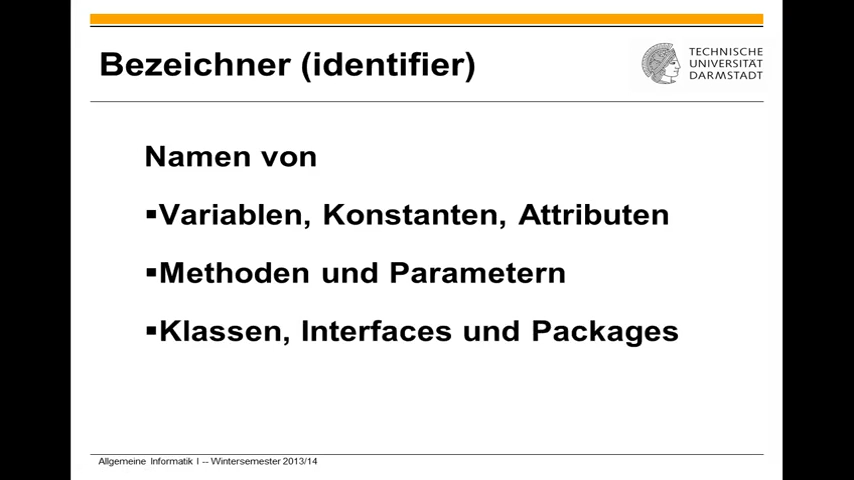 Bezeichner (identifier)
TECHNISCHE
UNIVERSITÄT
DARMSTADT
Namen von
▪Variablen, Konstanten, Attributen
▪Methoden und Parametern
▪Klassen, Interfaces und Packages
Allgemeine Informatik I -- Wintersemester 2013/14